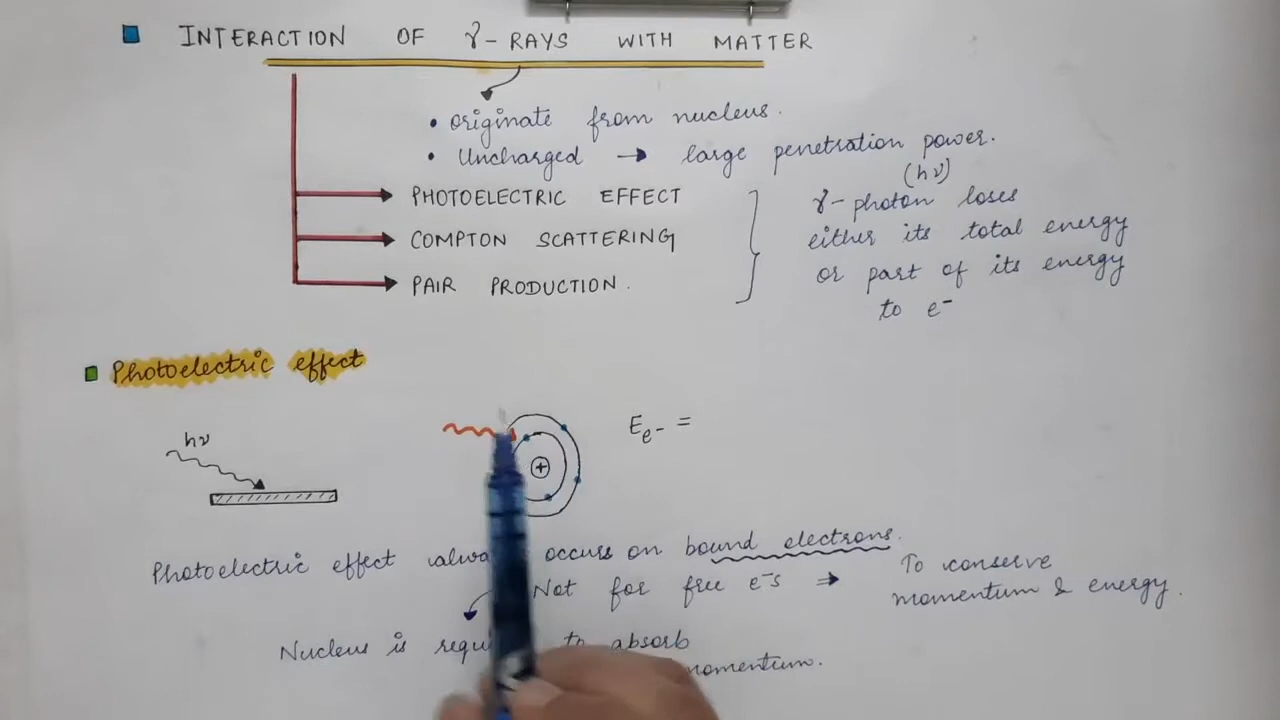 INTERACTION OF γ-RAYS WITH MATTER
• originate from nucleus.
• Uncharged → large penetration power.
(hν)
PHOTOELECTRIC EFFECT
COMPTON SCATTERING
PAIR PRODUCTION.
γ-photon loses
either its total energy
or part of its energy
to e⁻
Photoelectric effect
hν
+
E e⁻ =
Photoelectric effect occurs on bound electrons.
Not for free e⁻s ⇒ To conserve
momentum & energy.
Nucleus is to absorb
momentum.